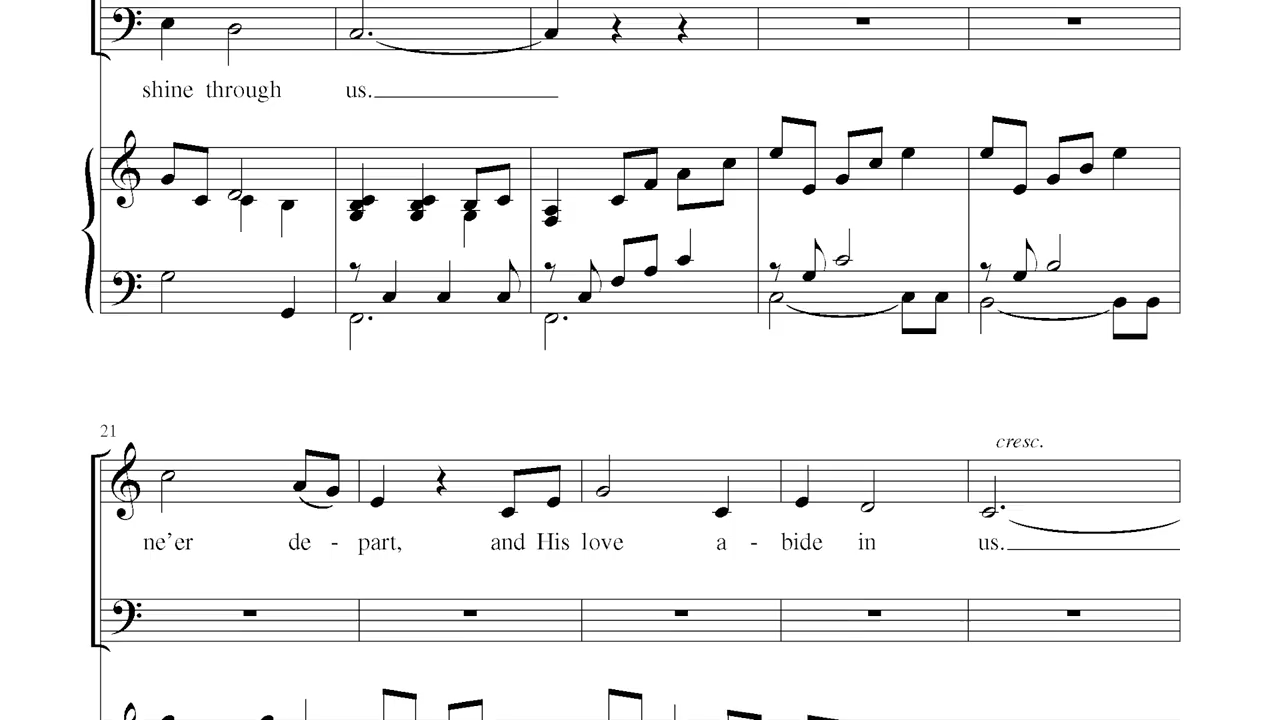 shine through us.
21
cresc.
ne’er de - part, and His love a - bide in us.